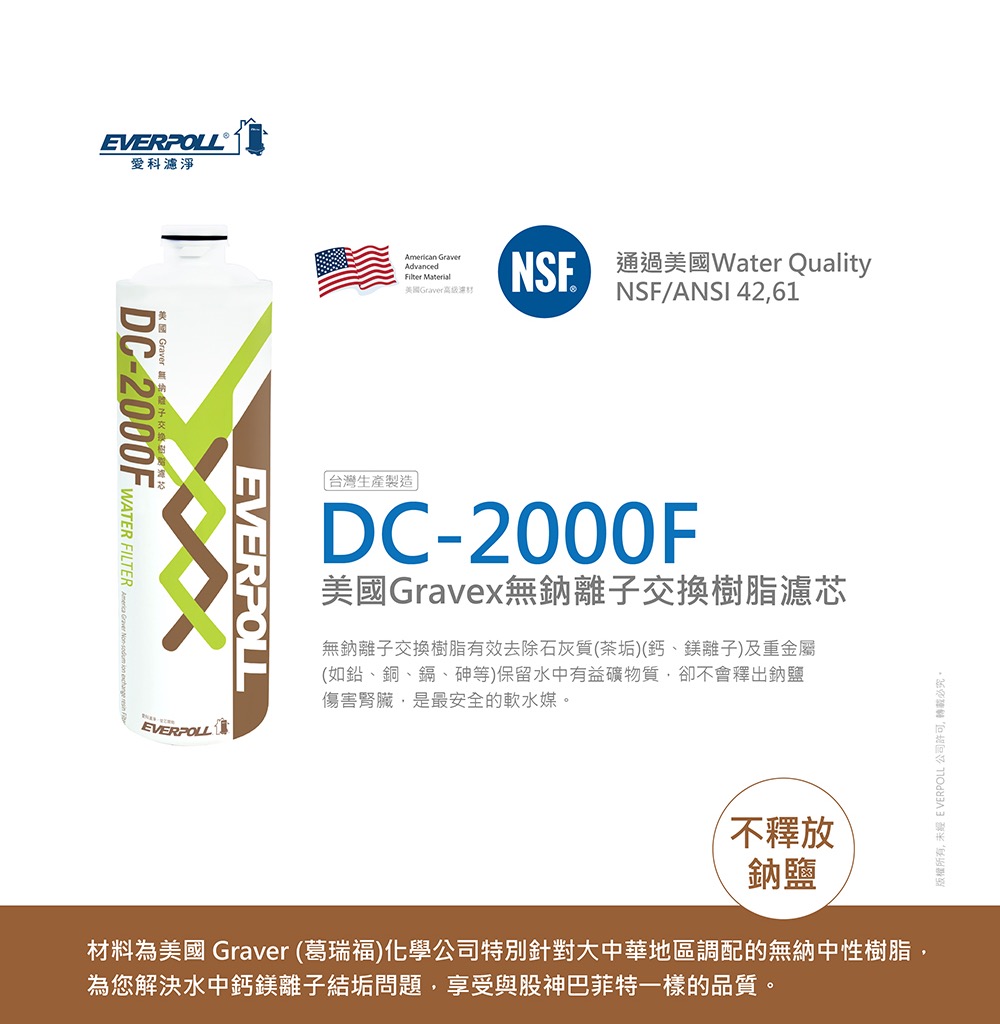 EVERPOLL®
愛科濾淨
American Graver
Advanced
Filter Material
美國Graver高級濾材
NSF®
通過美國Water Quality
NSF/ANSI 42,61
美國 Graver 無鈉離子交換樹脂濾芯
DC-2000F
WATER FILTER
America Graver Non-sodium ion exchange resin Filter
EVERPOLL
EVERPOLL
台灣生產製造
DC-2000F
美國Gravex無鈉離子交換樹脂濾芯
無鈉離子交換樹脂有效去除石灰質(茶垢)(鈣、鎂離子)及重金屬
(如鉛、銅、鎘、砷等)保留水中有益礦物質，卻不會釋出鈉鹽
傷害腎臟，是最安全的軟水媒。
版權所有, 未經 EVERPOLL 公司許可, 轉載必究。
不釋放
鈉鹽
材料為美國 Graver (葛瑞福)化學公司特別針對大中華地區調配的無納中性樹脂，
為您解決水中鈣鎂離子結垢問題，享受與股神巴菲特一樣的品質。